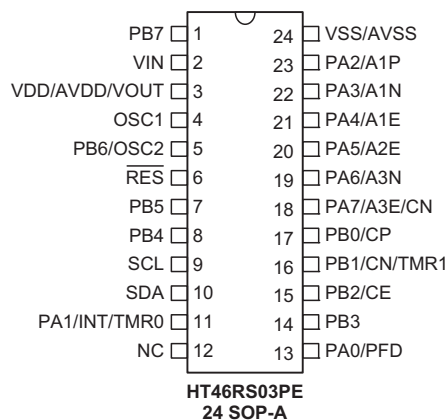 PB7 1 24 VSS/AVSS
VIN 2 23 PA2/A1P
VDD/AVDD/VOUT 3 22 PA3/A1N
OSC1 4 21 PA4/A1E
PB6/OSC2 5 20 PA5/A2E
RES 6 19 PA6/A3N
PB5 7 18 PA7/A3E/CN
PB4 8 17 PB0/CP
SCL 9 16 PB1/CN/TMR1
SDA 10 15 PB2/CE
PA1/INT/TMR0 11 14 PB3
NC 12 13 PA0/PFD
HT46RS03PE
24 SOP-A